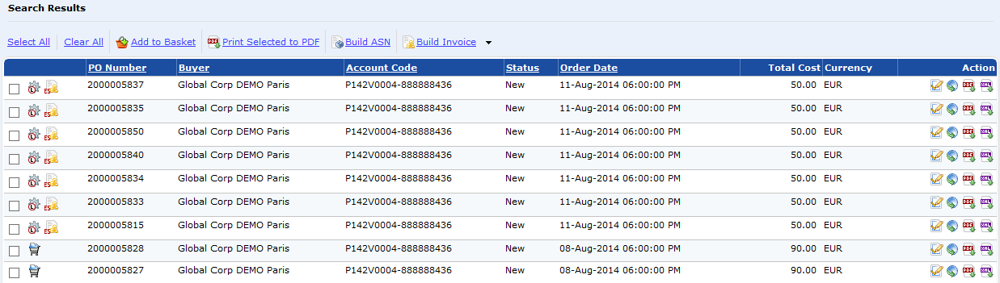 Search Results
Select All Clear All Add to Basket Print Selected to PDF Build ASN Build Invoice
PO Number Buyer Account Code Status Order Date Total Cost Currency Action
2000005837 Global Corp DEMO Paris P142V0004-888888436 New 11-Aug-2014 06:00:00 PM 50.00 EUR
2000005835 Global Corp DEMO Paris P142V0004-888888436 New 11-Aug-2014 06:00:00 PM 50.00 EUR
2000005850 Global Corp DEMO Paris P142V0004-888888436 New 11-Aug-2014 06:00:00 PM 50.00 EUR
2000005840 Global Corp DEMO Paris P142V0004-888888436 New 11-Aug-2014 06:00:00 PM 50.00 EUR
2000005834 Global Corp DEMO Paris P142V0004-888888436 New 11-Aug-2014 06:00:00 PM 50.00 EUR
2000005833 Global Corp DEMO Paris P142V0004-888888436 New 11-Aug-2014 06:00:00 PM 50.00 EUR
2000005815 Global Corp DEMO Paris P142V0004-888888436 New 11-Aug-2014 06:00:00 PM 50.00 EUR
2000005828 Global Corp DEMO Paris P142V0004-888888436 New 08-Aug-2014 06:00:00 PM 90.00 EUR
2000005827 Global Corp DEMO Paris P142V0004-888888436 New 08-Aug-2014 06:00:00 PM 90.00 EUR